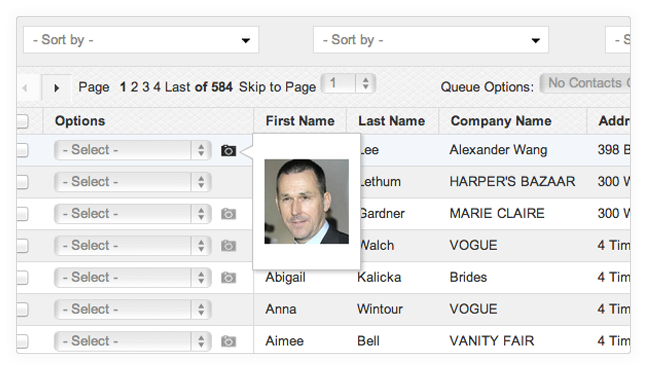 - Sort by - - Sort by - - S
Page 1 2 3 4 Last of 584 Skip to Page 1 Queue Options: No Contacts
Options First Name Last Name Company Name Addr
- Select - Lee Alexander Wang 398 B
- Select - Lethum HARPER'S BAZAAR 300 W
- Select - Gardner MARIE CLAIRE 300 W
- Select - Walch VOGUE 4 Tim
- Select - Abigail Kalicka Brides 4 Tim
- Select - Anna Wintour VOGUE 4 Tim
- Select - Aimee Bell VANITY FAIR 4 Tim